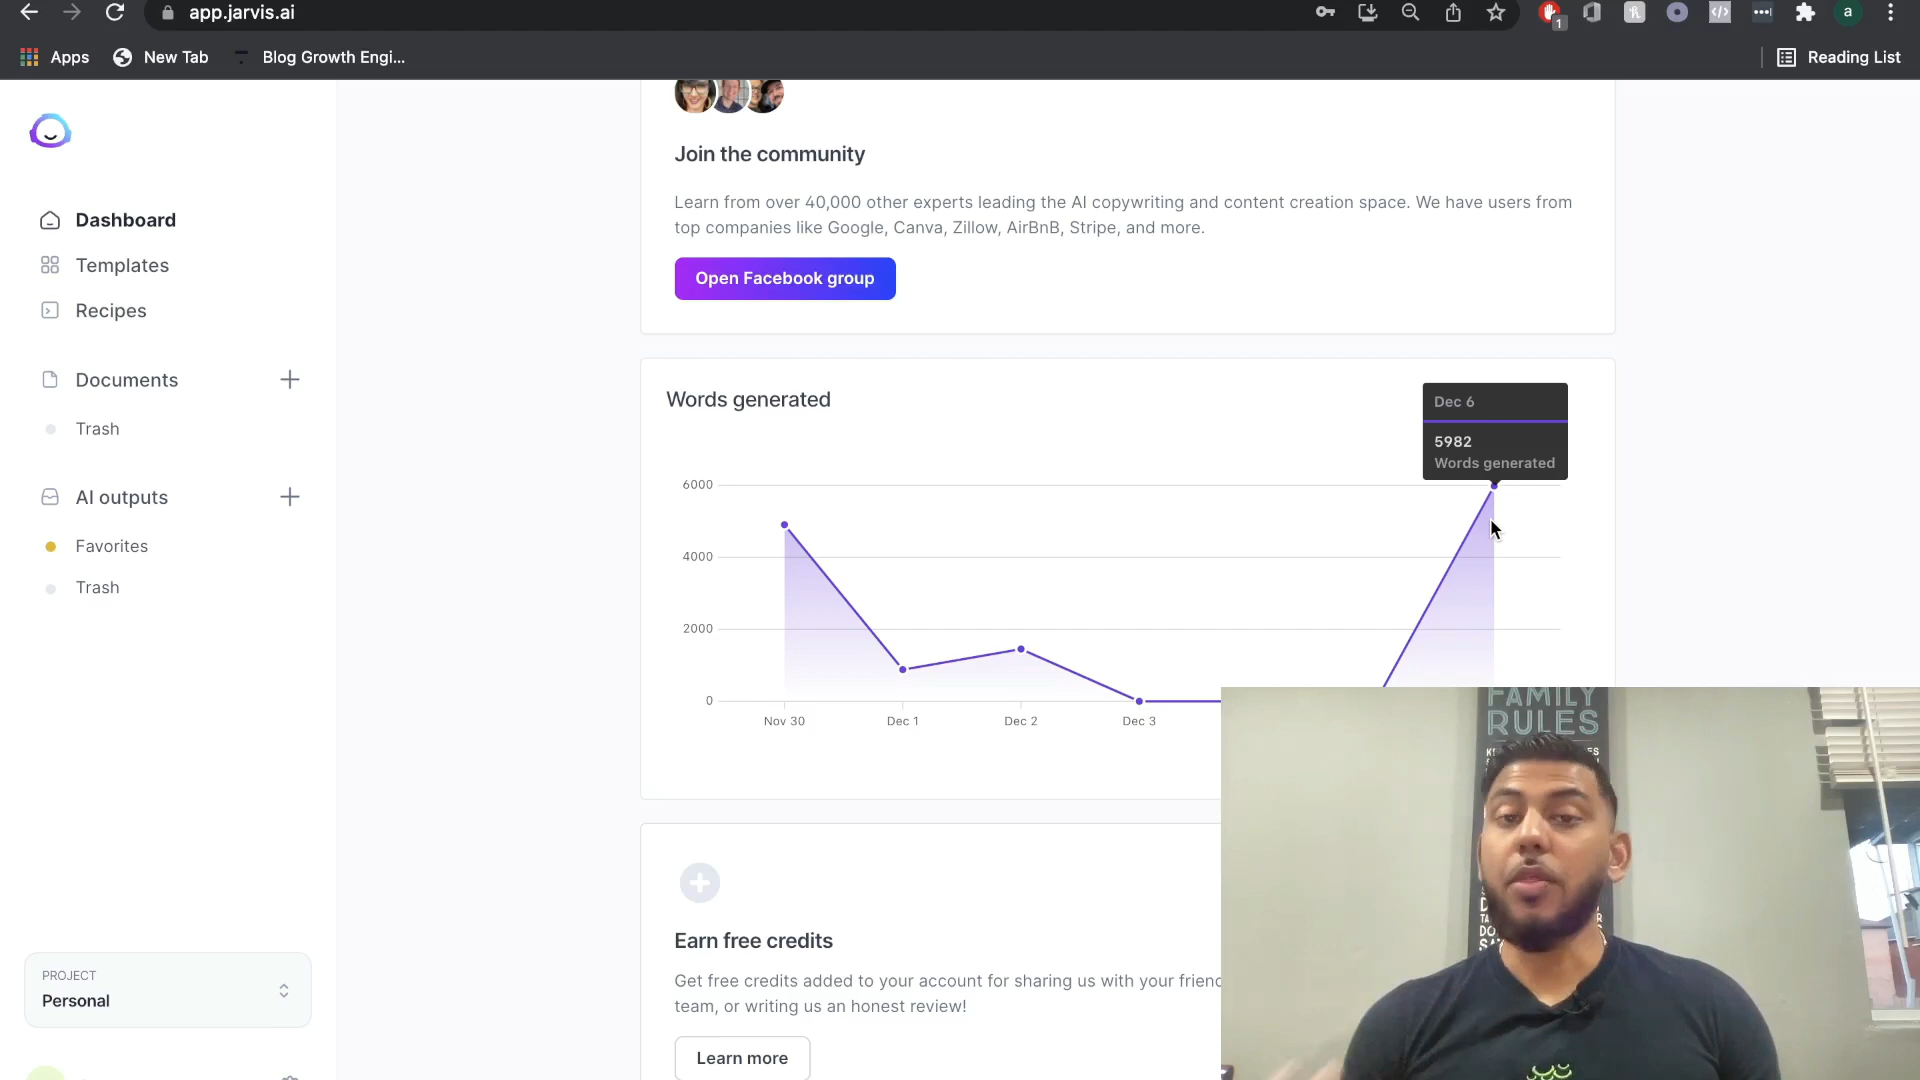 app.jarvis.ai
1
a
Apps
New Tab
Blog Growth Engi...
Reading List
Join the community
Learn from over 40,000 other experts leading the AI copywriting and content creation space. We have users from
top companies like Google, Canva, Zillow, AirBnB, Stripe, and more.
Open Facebook group
Dashboard
Templates
Recipes
Documents
Trash
AI outputs
Favorites
Trash
Words generated
Dec 6
5982
Words generated
6000
4000
2000
0
Nov 30
Dec 1
Dec 2
Dec 3
FAMILY
RULES
Earn free credits
Get free credits added to your account for sharing us with your
team, or writing us an honest review!
Learn more
PROJECT
Personal